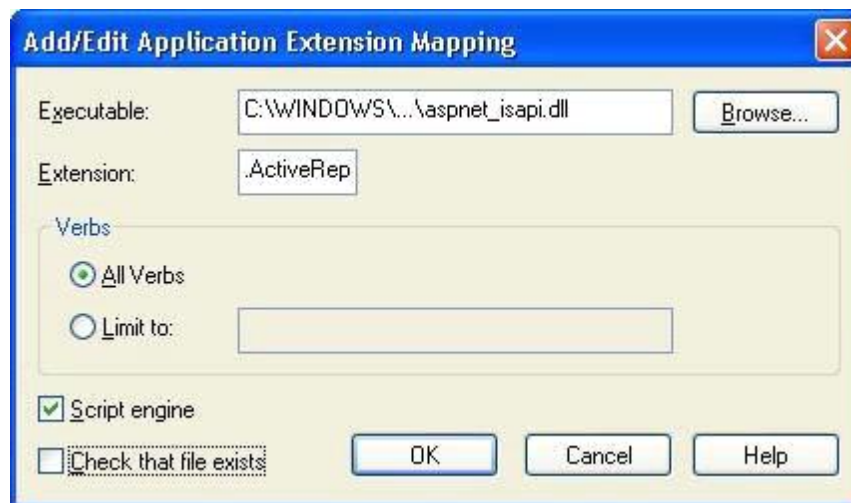 Add/Edit Application Extension Mapping
Executable: C:\WINDOWS\...\aspnet_isapi.dll Browse...
Extension: .ActiveRep
Verbs
All Verbs
Limit to:
Script engine
Check that file exists OK Cancel Help